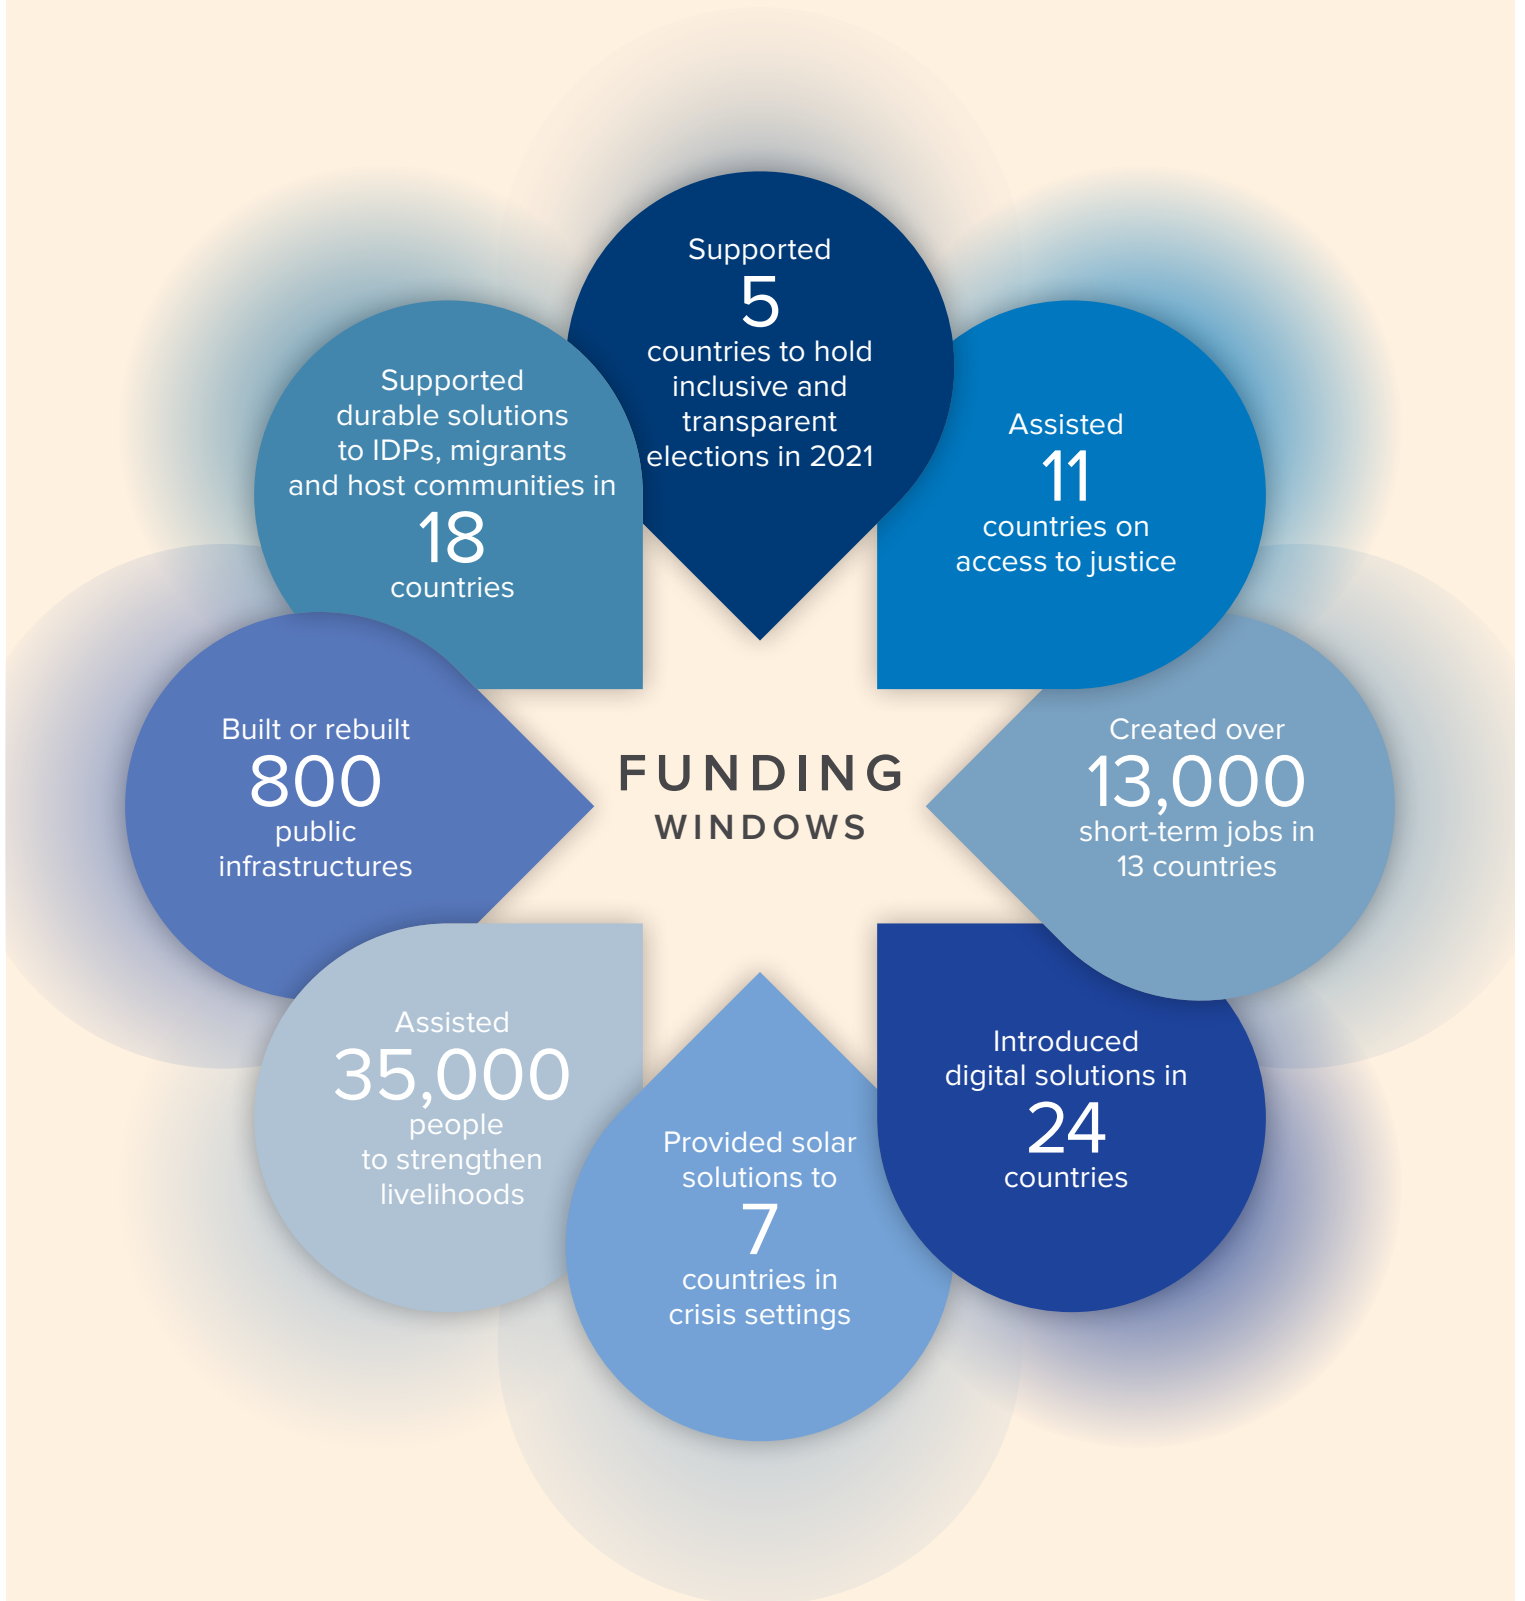 Supported
5
countries to hold
inclusive and
transparent
elections in 2021
Assisted
11
countries on
access to justice
Created over
13,000
short-term jobs in
13 countries
Introduced
digital solutions in
24
countries
Provided solar
solutions to
7
countries in
crisis settings
Assisted
35,000
people
to strengthen
livelihoods
Built or rebuilt
800
public
infrastructures
Supported
durable solutions
to IDPs, migrants
and host communities in
18
countries
FUNDING
WINDOWS